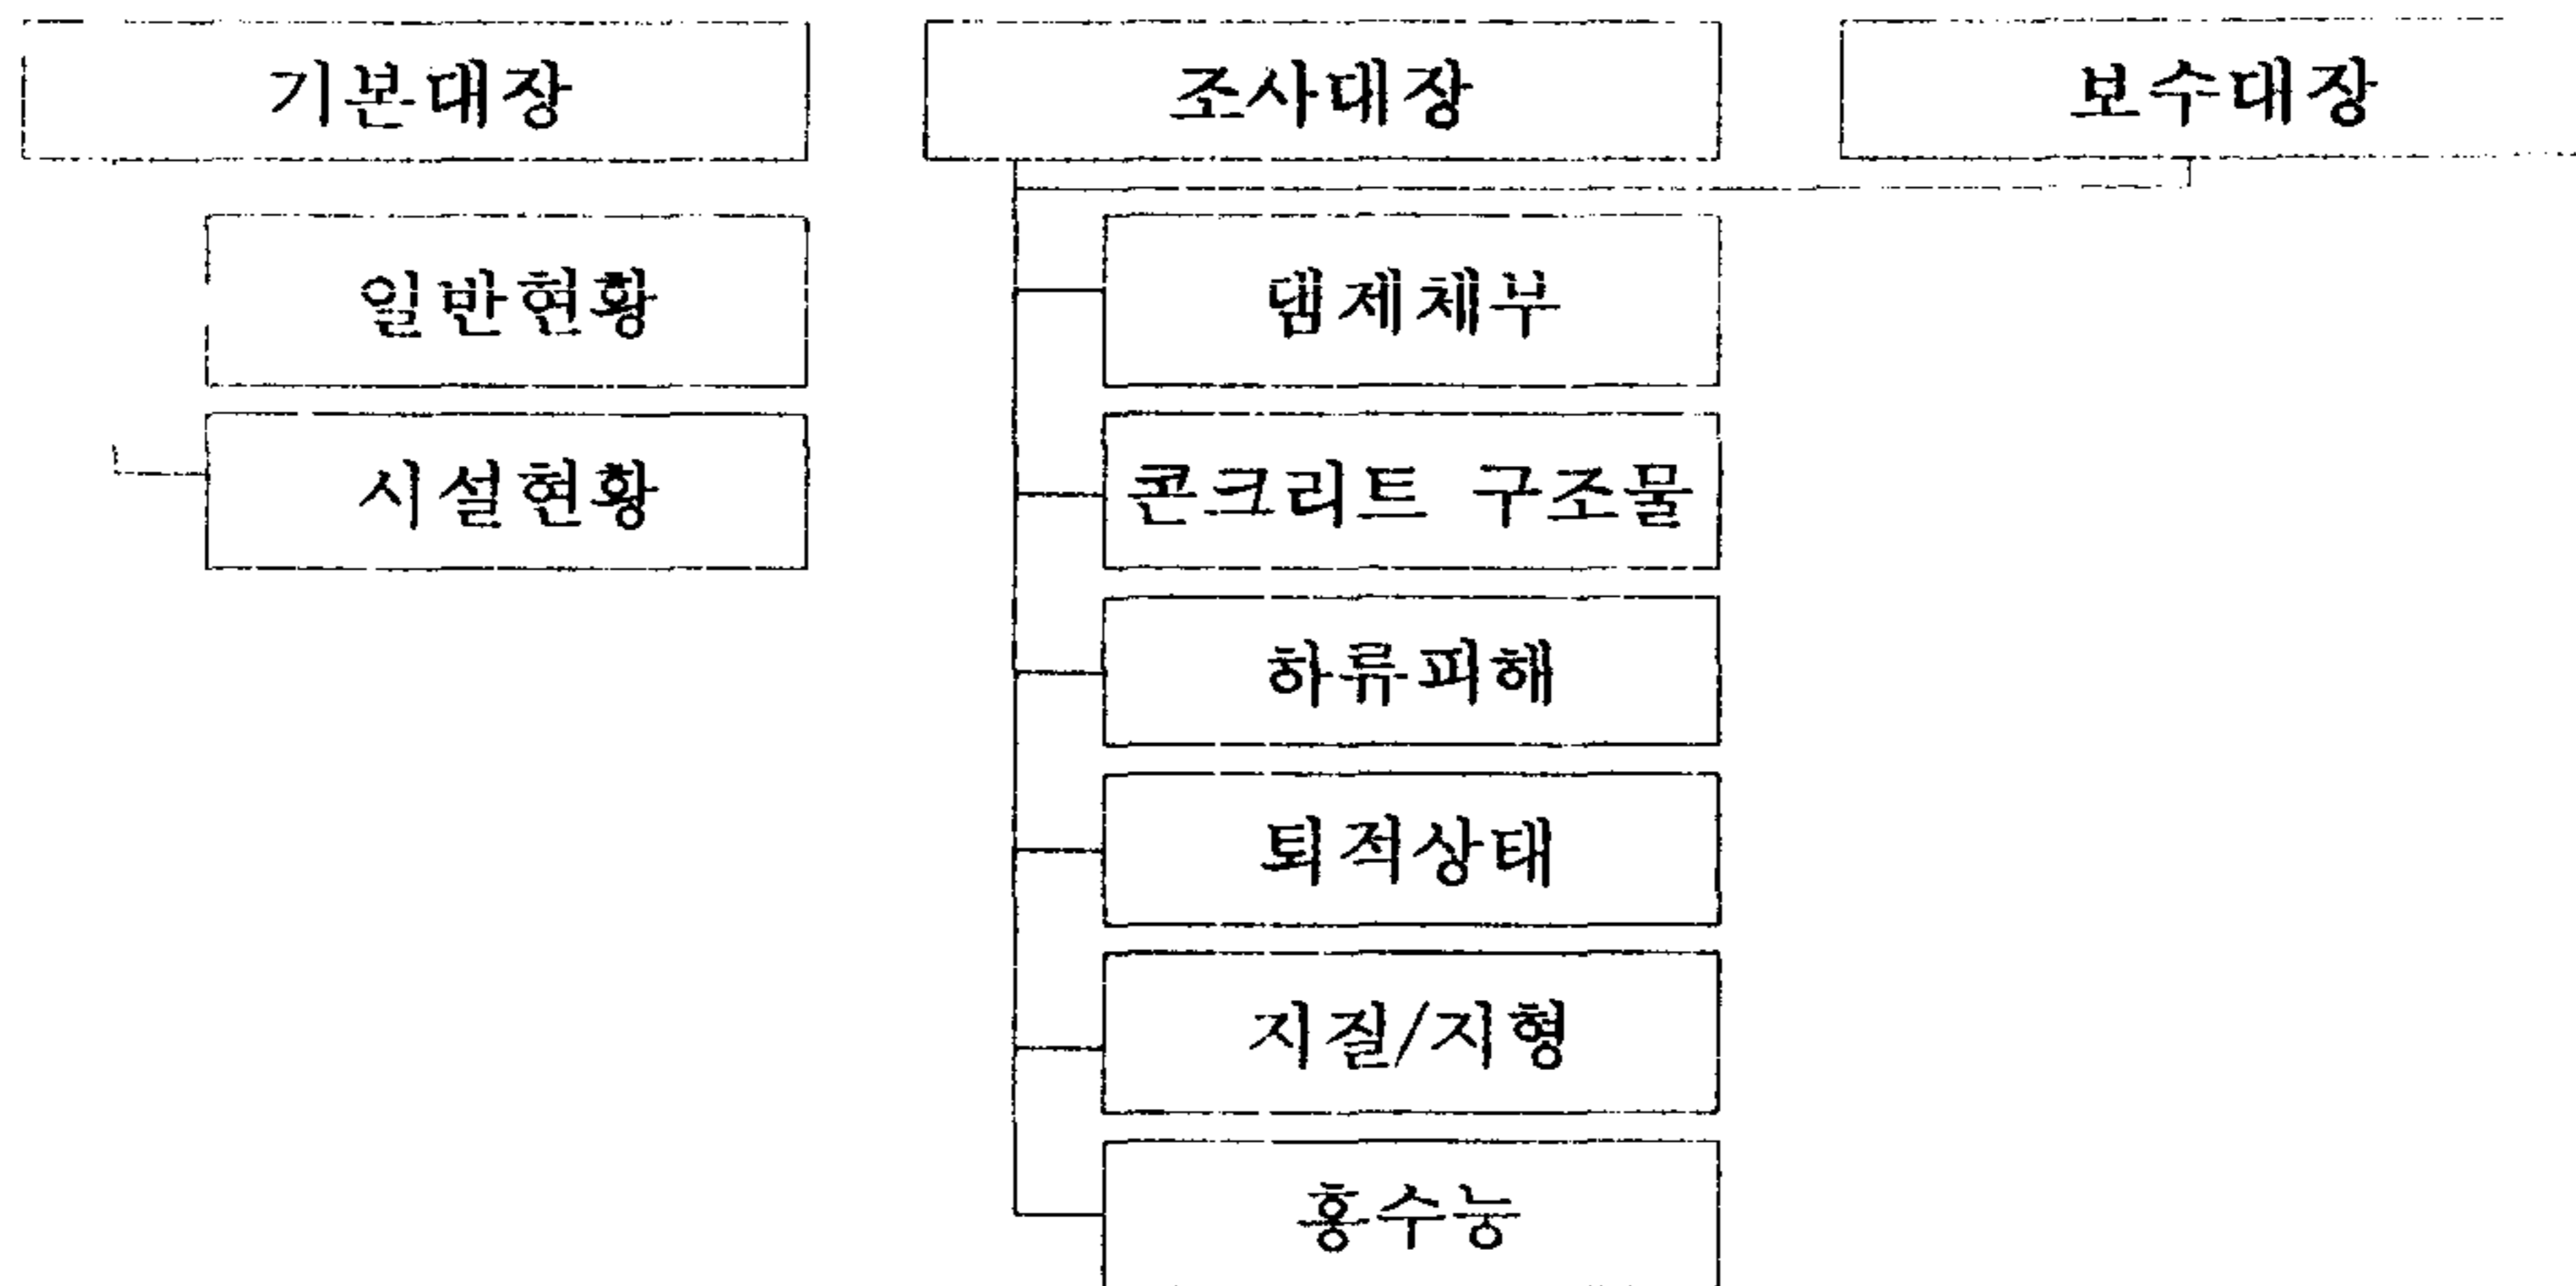 기본대장
조사대장
보수대장
일반현황
시설현황
댐제체부
콘크리트 구조물
하류피해
퇴적상태
지질/지형
홍수능